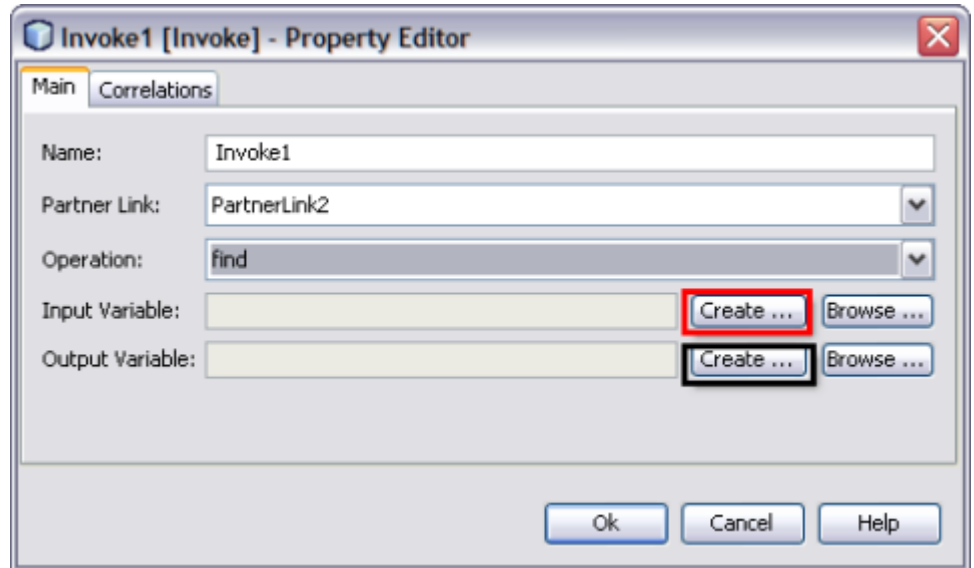 Invoke1 [Invoke] - Property Editor
Main Correlations
Name: Invoke1
Partner Link: PartnerLink2
Operation: find
Input Variable: Create ... Browse ...
Output Variable: Create ... Browse ...
Ok Cancel Help